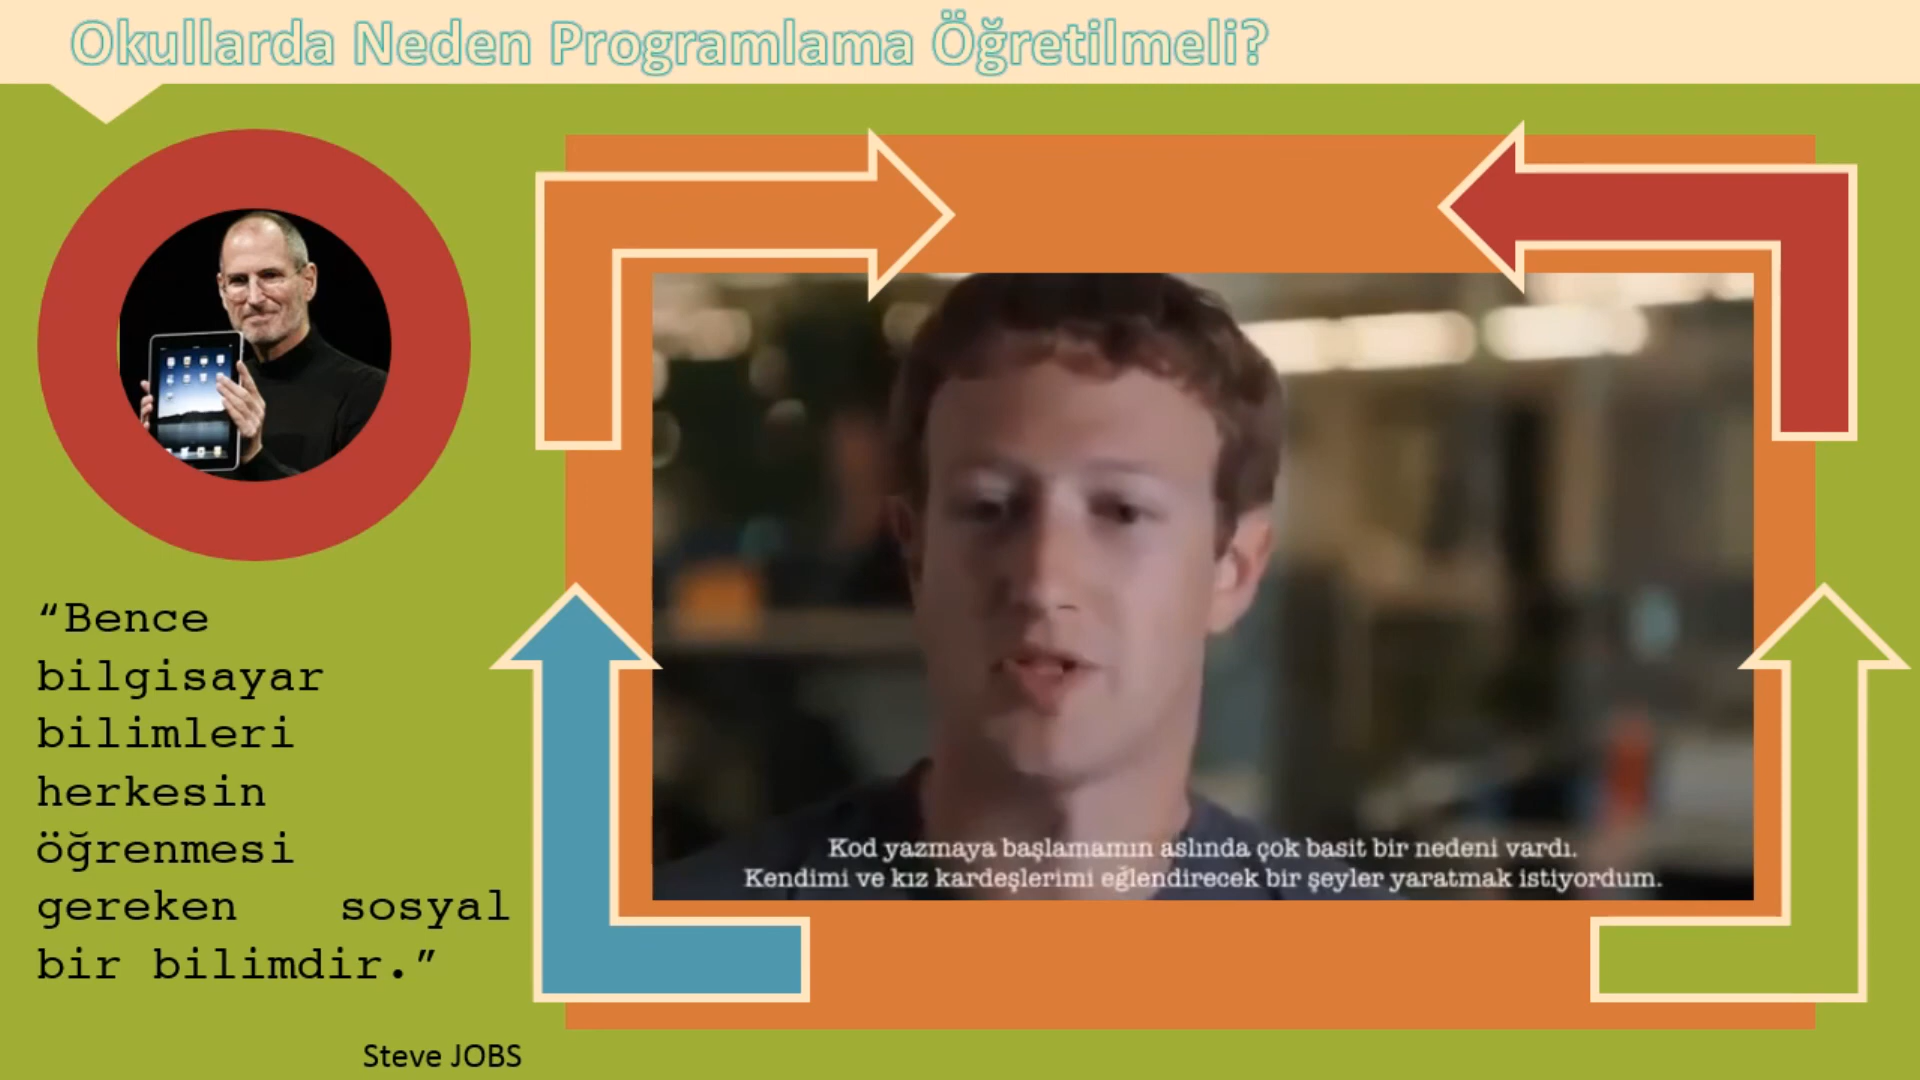 Okullarda Neden Programlama Öğretilmeli?
“Bence
bilgisayar
bilimleri
herkesin
öğrenmesi
gereken sosyal
bir bilimdir.”
Steve JOBS
Kod yazmaya başlamamın aslında çok basit bir nedeni vardı.
Kendimi ve kız kardeşlerimi eğlendirecek bir şeyler yaratmak istiyordum.